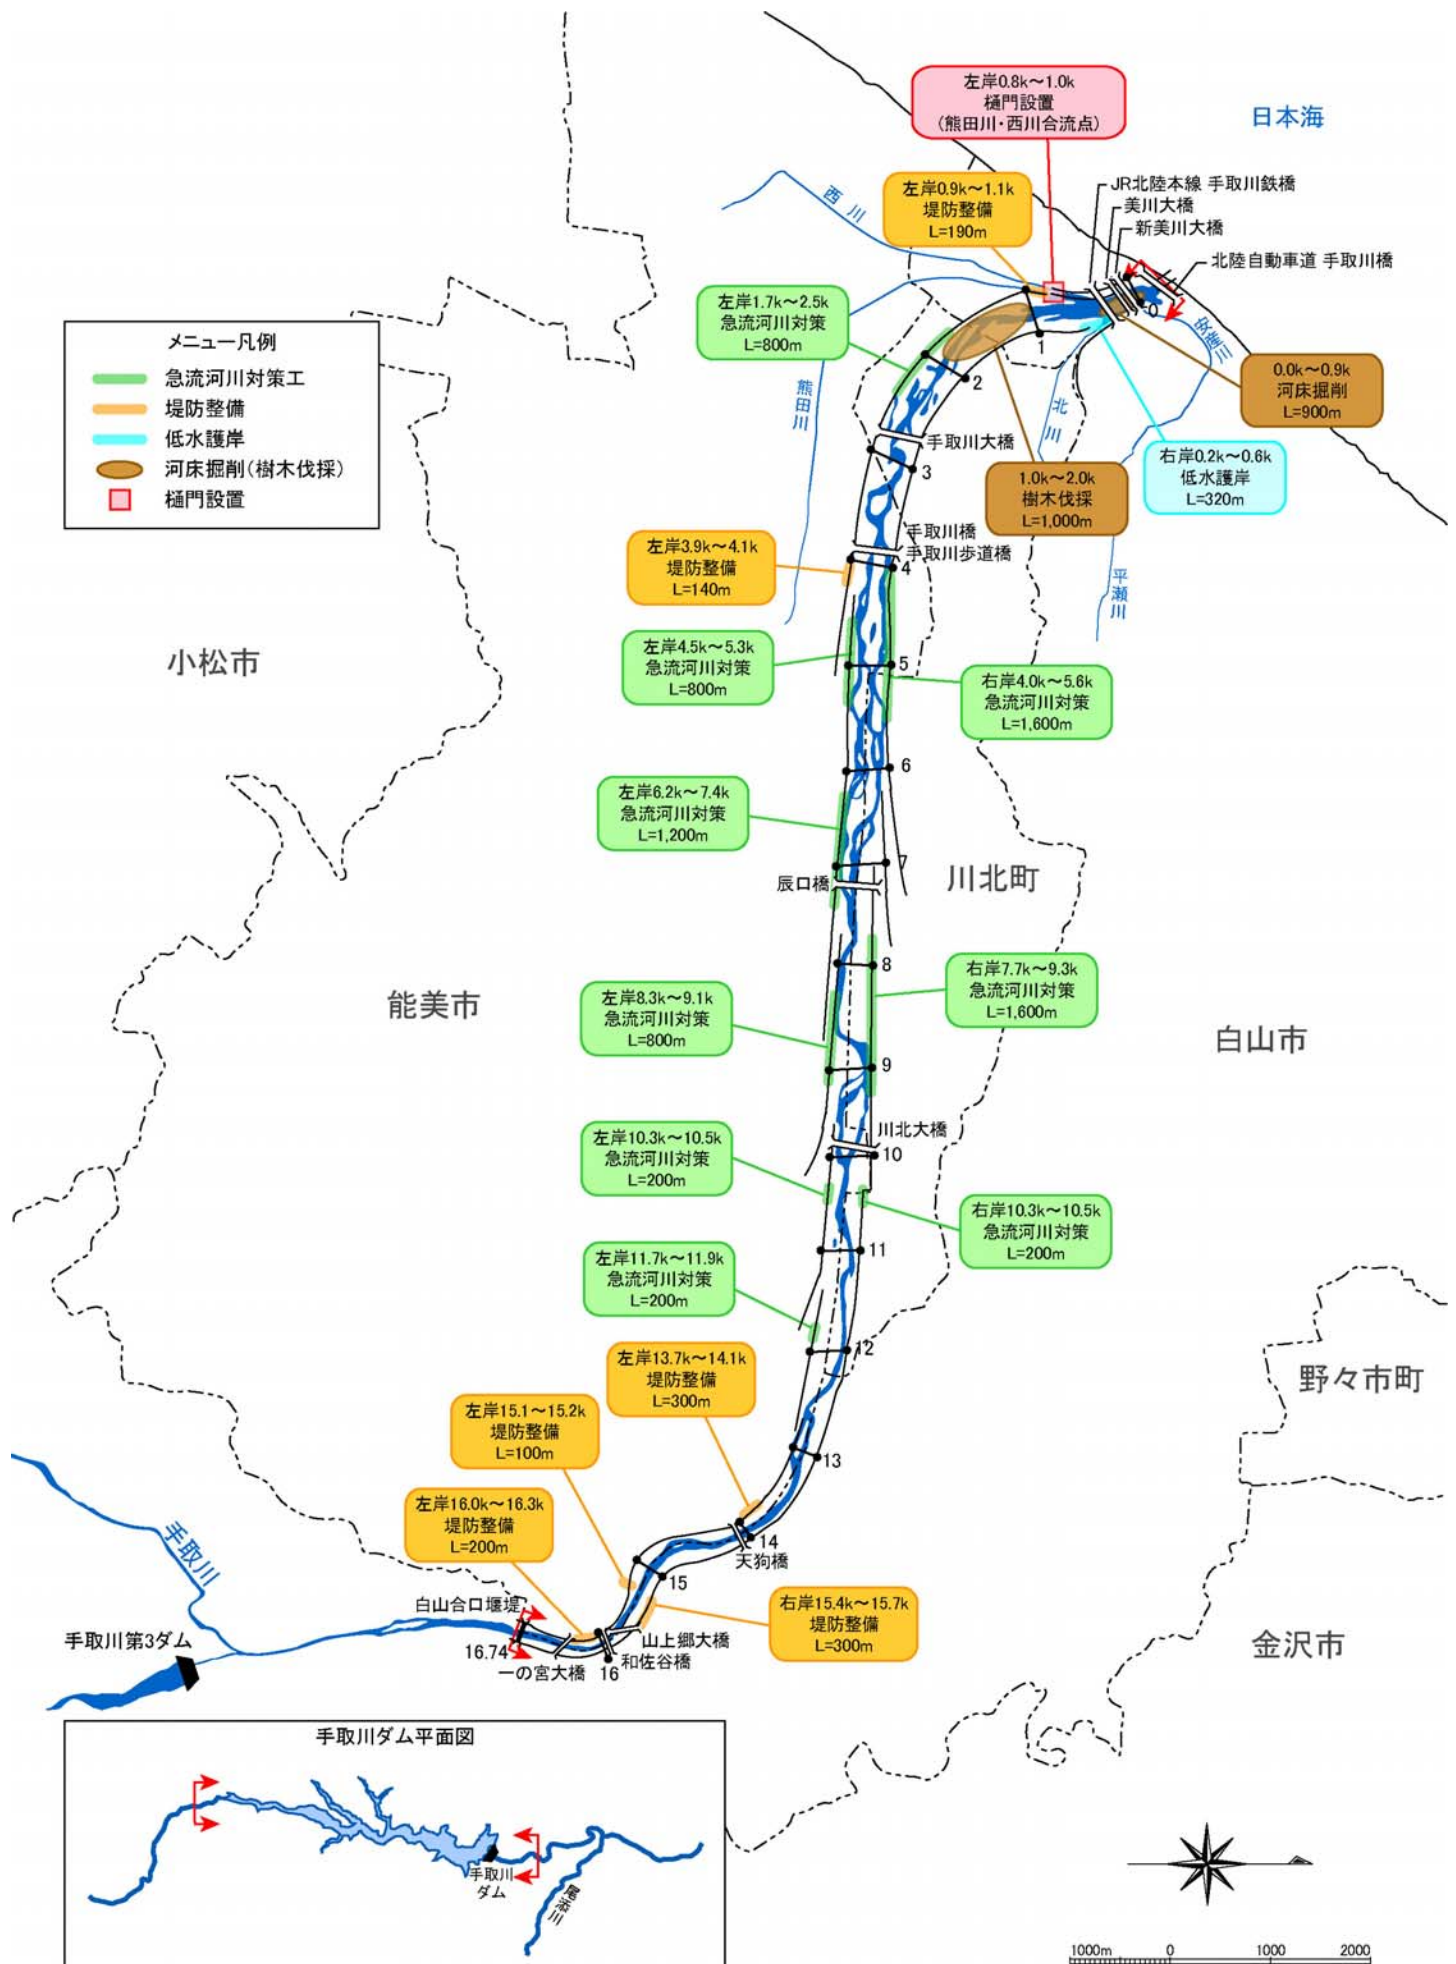 左岸0.8k～1.0k
樋門設置
(熊田川・西川合流点)
日本海
左岸0.9k～1.1k
堤防整備
L=190m
西川
JR北陸本線 手取川鉄橋
美川大橋
新美川大橋
北陸自動車道 手取川橋
0
安産川
左岸1.7k～2.5k
急流河川対策
L=800m
メニュー凡例
急流河川対策工
堤防整備
低水護岸
河床掘削(樹木伐採)
樋門設置
1
2
熊田川
北川
0.0k～0.9k
河床掘削
L=900m
手取川大橋
3
右岸0.2k～0.6k
低水護岸
L=320m
1.0k～2.0k
樹木伐採
L=1,000m
手取川橋
手取川歩道橋
4
左岸3.9k～4.1k
堤防整備
L=140m
平瀬川
小松市
左岸4.5k～5.3k
急流河川対策
L=800m
5
右岸4.0k～5.6k
急流河川対策
L=1,600m
6
左岸6.2k～7.4k
急流河川対策
L=1,200m
7
辰口橋
川北町
8
右岸7.7k～9.3k
急流河川対策
L=1,600m
能美市
左岸8.3k～9.1k
急流河川対策
L=800m
白山市
9
川北大橋
10
左岸10.3k～10.5k
急流河川対策
L=200m
右岸10.3k～10.5k
急流河川対策
L=200m
11
左岸11.7k～11.9k
急流河川対策
L=200m
12
左岸13.7k～14.1k
堤防整備
L=300m
野々市町
左岸15.1～15.2k
堤防整備
L=100m
13
左岸16.0k～16.3k
堤防整備
L=200m
14
天狗橋
手取川
15
白山合口堰堤
右岸15.4k～15.7k
堤防整備
L=300m
手取川第3ダム
16.74
一の宮大橋
16
山上郷大橋
和佐谷橋
金沢市
手取川ダム平面図
手取川
ダム
尾添川
1000m 0 1000 2000